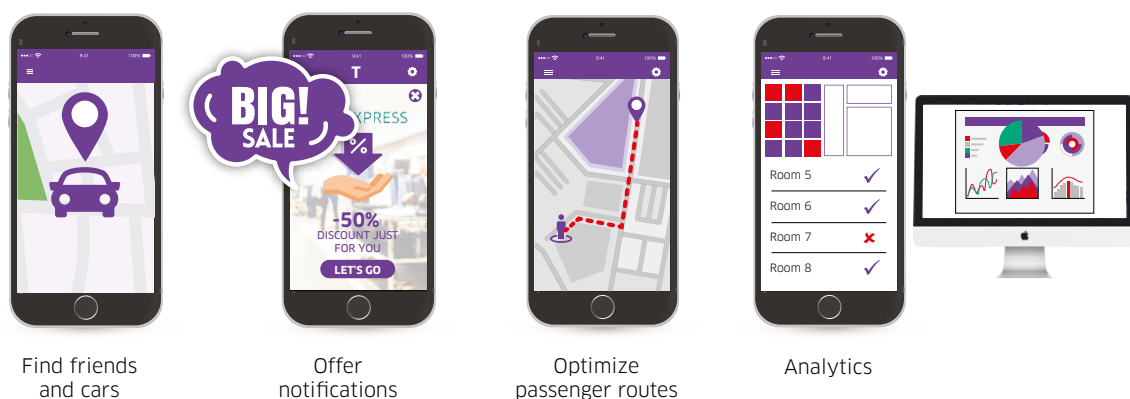 9:41
100%
9:41
100%
T
BIG!
SALE
XPRESS
%
-50%
DISCOUNT JUST
FOR YOU
LET'S GO
9:41
100%
9:41
100%
Room 5
Room 6
Room 7
Room 8
Find friends
and cars
Offer
notifications
Optimize
passenger routes
Analytics